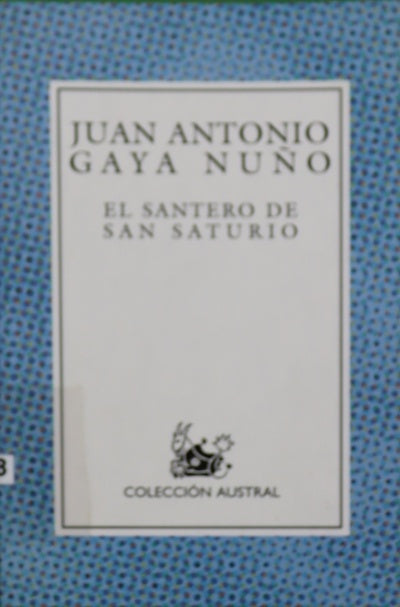 JUAN ANTONIO
GAYA NUÑO
EL SANTERO DE
SAN SATURIO
COLECCIÓN AUSTRAL